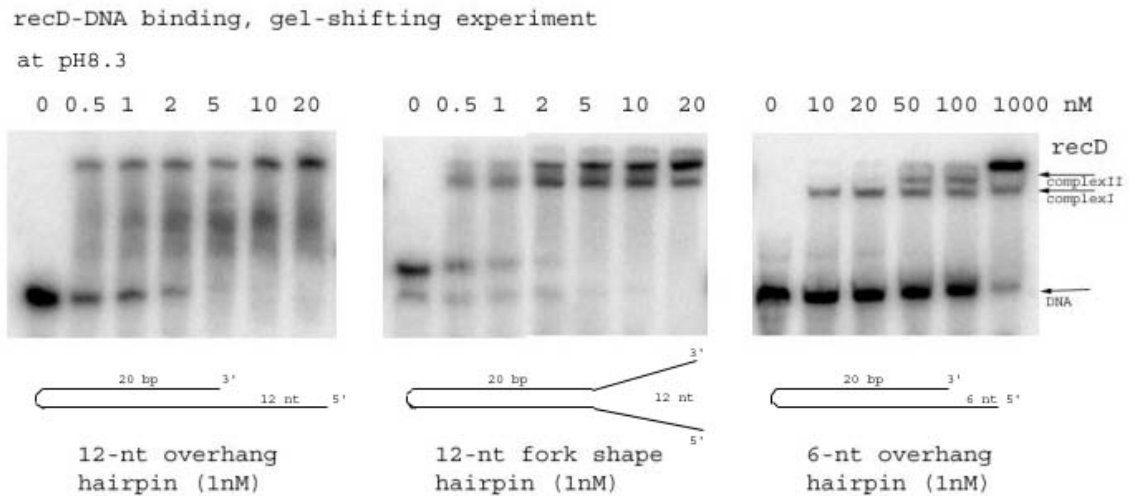 recD-DNA binding, gel-shifting experiment
at pH8.3
0 0.5 1 2 5 10 20
0 0.5 1 2 5 10 20
0 10 20 50 100 1000 nM
recD
complexII
complexI
DNA
20 bp 3'
12 nt 5'
3'
20 bp
12 nt
5'
20 bp 3'
6 nt 5'
12-nt overhang
hairpin (1nM)
12-nt fork shape
hairpin (1nM)
6-nt overhang
hairpin (1nM)